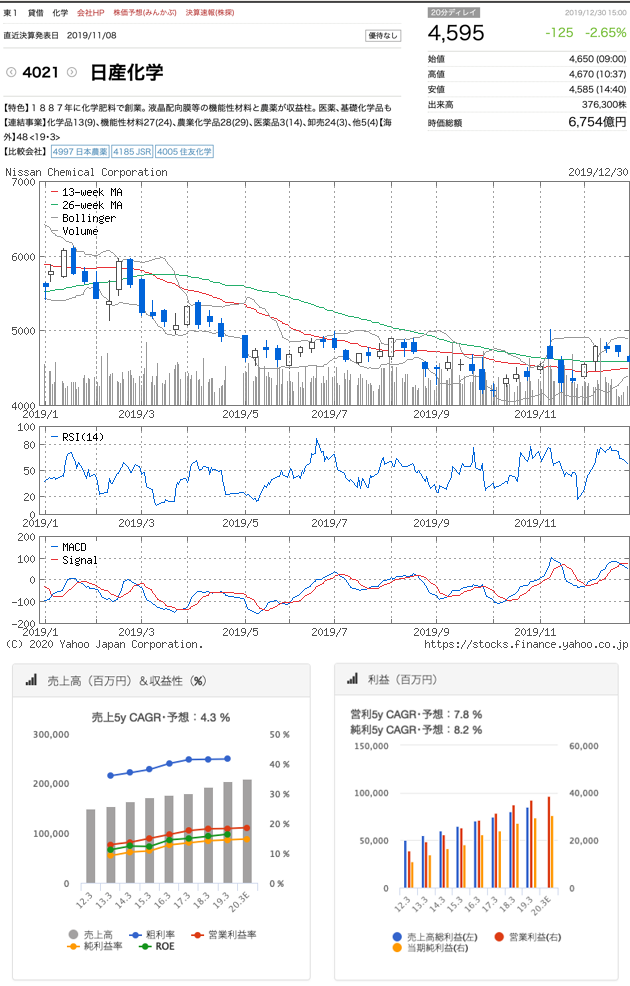 東1 貸借 化学 会社HP 株価予想(みんかぶ) 決算速報(株探)
20分ディレイ 2019/12/30 15:00
直近決算発表日 2019/11/08 優待なし
4,595 -125 -2.65%
4021 日産化学
始値 4,650 (09:00)
高値 4,670 (10:37)
安値 4,585 (14:40)
出来高 376,300株
時価総額 6,754億円
【特色】１８８７年に化学肥料で創業。液晶配向膜等の機能性材料と農薬が収益柱。医薬、基礎化学品も
【連結事業】化学品13(9)、機能性材料27(24)、農業化学品28(29)、医薬品3(14)、卸売24(3)、他5(4)【海
外】48 <19・3>
【比較会社】 4997 日本農薬 4185 JSR 4005 住友化学
Nissan Chemical Corporation 2019/12/30
7000
13-week MA
26-week MA
Bollinger
Volume
6000
5000
4000
2019/1 2019/3 2019/5 2019/7 2019/9 2019/11
100
RSI(14)
80
50
20
0
2019/1 2019/3 2019/5 2019/7 2019/9 2019/11
200
MACD
Signal
100
0
-100
-200
2019/1 2019/3 2019/5 2019/7 2019/9 2019/11
(C) 2020 Yahoo Japan Corporation. https://stocks.finance.yahoo.co.jp
売上高（百万円）＆収益性（%）
売上5y CAGR・予想：4.3 %
300,000 50 %
40 %
200,000
30 %
20 %
100,000
10 %
0 0 %
12.3 13.3 14.3 15.3 16.3 17.3 18.3 19.3 20.3E
売上高 粗利率 営業利益率
純利益率 ROE
利益（百万円）
営利5y CAGR・予想：7.8 %
純利5y CAGR・予想：8.2 %
150,000 60,000
100,000 40,000
50,000 20,000
0 0
12.3 13.3 14.3 15.3 16.3 17.3 18.3 19.3 20.3E
売上高総利益(左) 営業利益(右)
当期純利益(右)